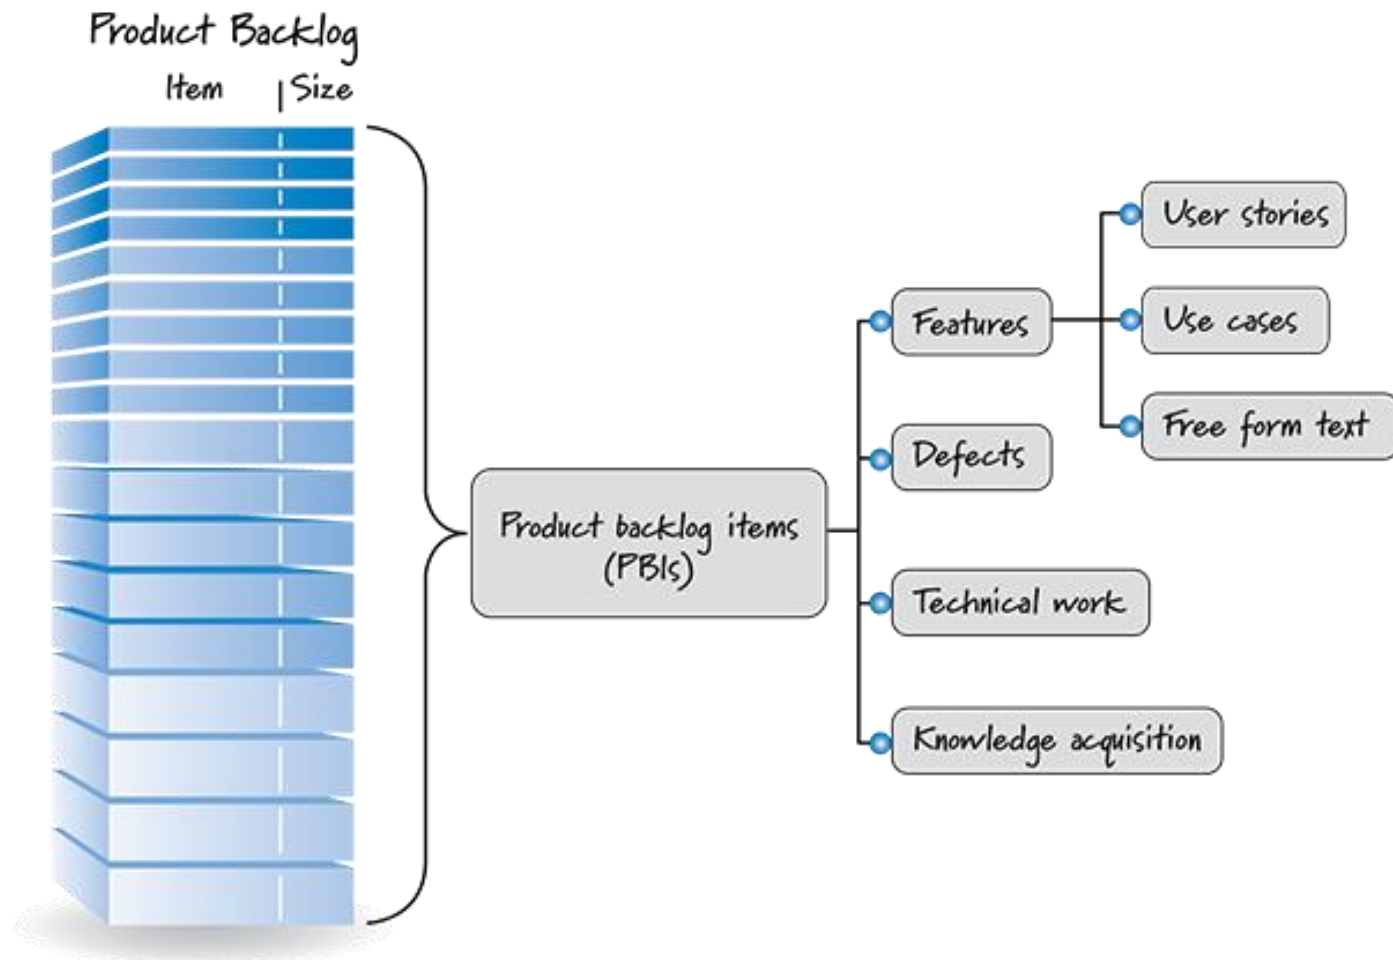 Product Backlog
Item | Size
User stories
Features
Use cases
Free form text
Defects
Product backlog items
(PBIs)
Technical work
Knowledge acquisition